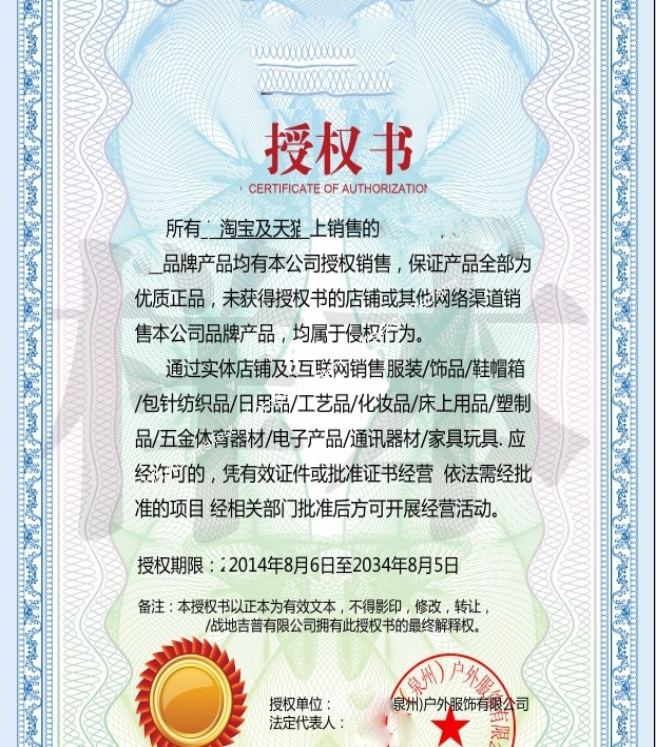 授权书
CERTIFICATE OF AUTHORIZATION
所有 淘宝及天猫上销售的
品牌产品均有本公司授权销售，保证产品全部为
优质正品，未获得授权书的店铺或其他网络渠道销
售本公司品牌产品，均属于侵权行为。
通过实体店铺及互联网销售服装/饰品/鞋帽箱
/包针纺织品/日用品/工艺品/化妆品/床上用品/塑制
品/五金体育器材/电子产品/通讯器材/家具玩具. 应
经许可的，凭有效证件或批准证书经营 依法需经批
准的项目 经相关部门批准后方可开展经营活动。
授权期限：2014年8月6日至2034年8月5日
备注：本授权书以正本为有效文本，不得影印，修改，转让，
/战地吉普有限公司拥有此授权书的最终解释权。
授权单位： 泉州)户外服饰有限公司
法定代表人：
(泉州)户外服饰有限公